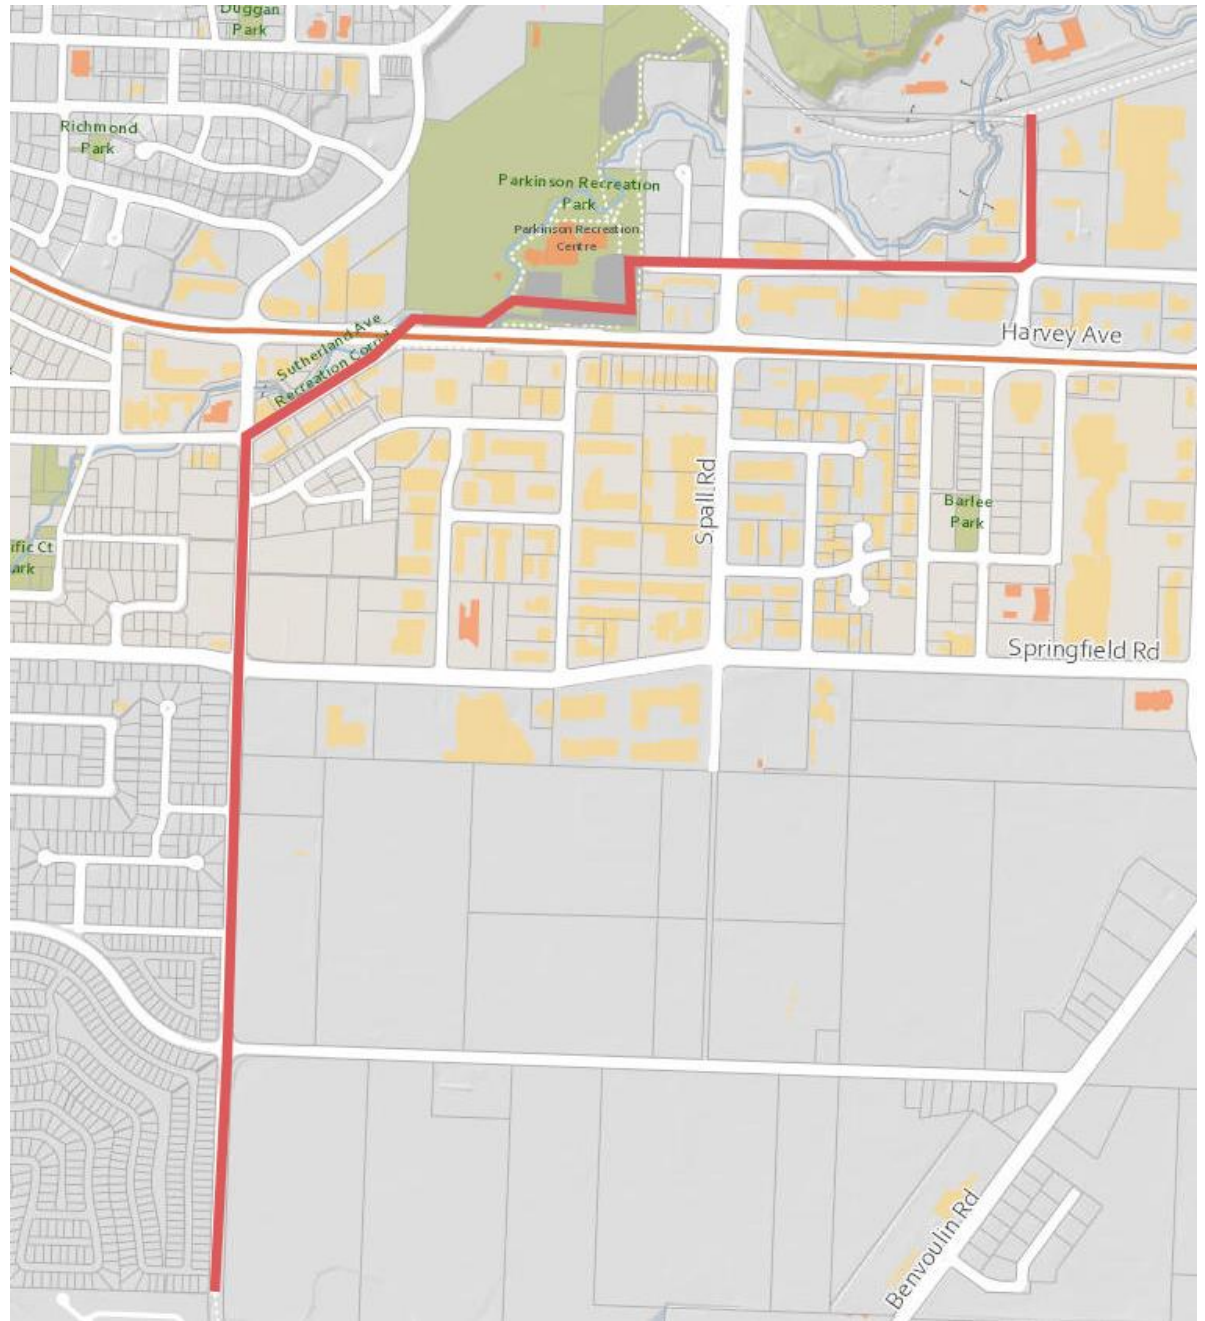 Duggan
Park
Richmond
Park
Parkinson Recreation
Park
Parkinson Recreation
Centre
Sutherland Ave
Recreation
Harvey Ave
Spall Rd
Barlee
Park
ific Ct
ark
Springfield Rd
Benvoulin Rd